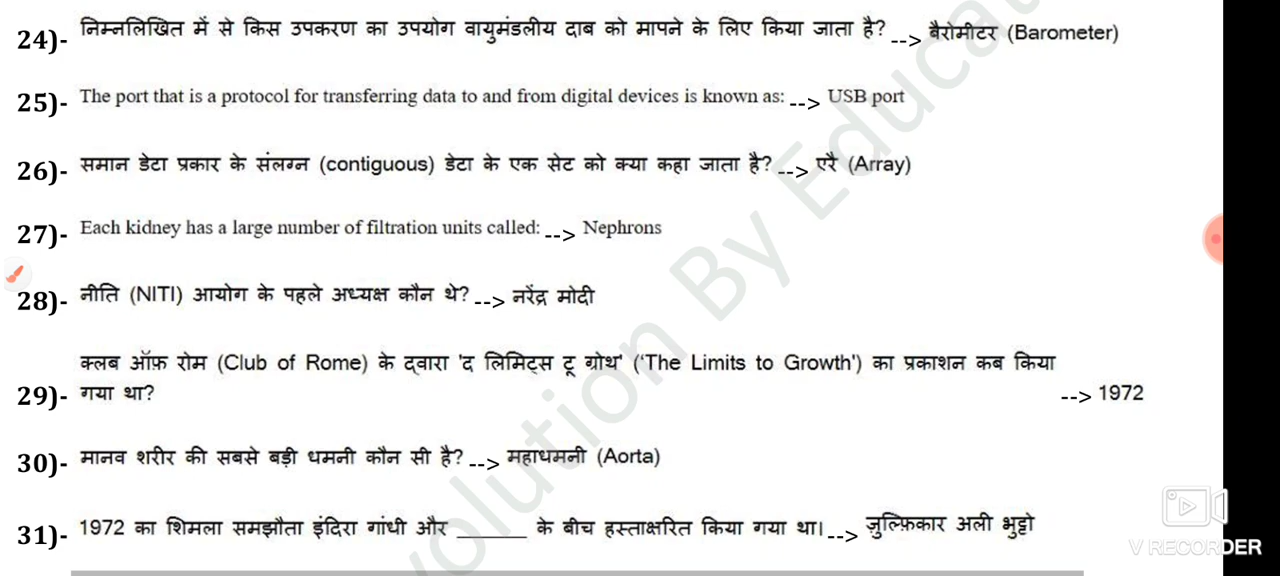 24)- निम्नलिखित में से किस उपकरण का उपयोग वायुमंडलीय दाब को मापने के लिए किया जाता है? --> बैरोमीटर (Barometer)
25)- The port that is a protocol for transferring data to and from digital devices is known as: --> USB port
26)- समान डेटा प्रकार के संलग्न (contiguous) डेटा के एक सेट को क्या कहा जाता है? --> एरै (Array)
27)- Each kidney has a large number of filtration units called: --> Nephrons
28)- नीति (NITI) आयोग के पहले अध्यक्ष कौन थे? --> नरेंद्र मोदी
क्लब ऑफ़ रोम (Club of Rome) के द्वारा 'द लिमिट्स टू ग्रोथ' ('The Limits to Growth') का प्रकाशन कब किया
29)- गया था? --> 1972
30)- मानव शरीर की सबसे बड़ी धमनी कौन सी है? --> महाधमनी (Aorta)
31)- 1972 का शिमला समझौता इंदिरा गांधी और ______ के बीच हस्ताक्षरित किया गया था। --> ज़ुल्फ़िकार अली भुट्टो
olution By Educat
V RECORDER